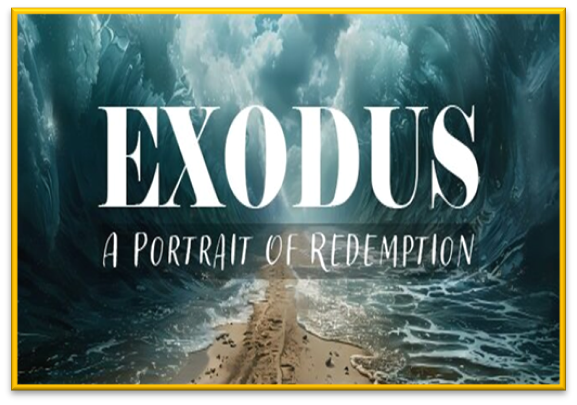 EXODUS
A PORTRAIT OF REDEMPTION